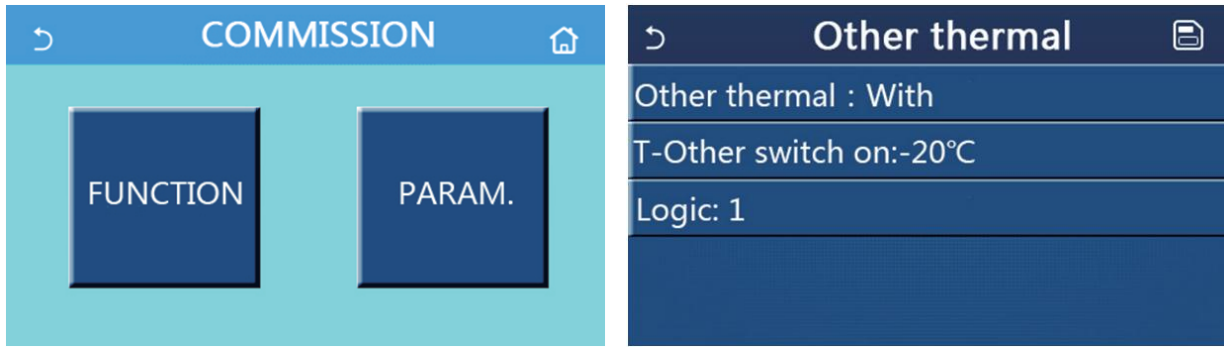 COMMISSION
FUNCTION
PARAM.
Other thermal
Other thermal : With
T-Other switch on:-20℃
Logic: 1